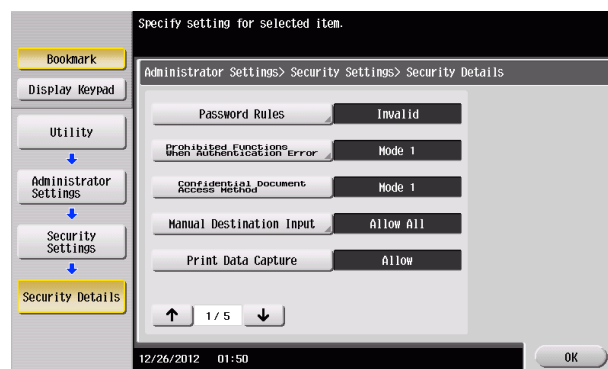 Specify setting for selected item.
Bookmark
Display Keypad
Administrator Settings> Security Settings> Security Details
Password Rules
Invalid
Utility
Prohibited Functions
When Authentication Error
Mode 1
Administrator
Settings
Confidential Document
Access Method
Mode 1
Security
Settings
Manual Destination Input
Allow All
Print Data Capture
Allow
Security Details
1/ 5
12/26/2012 01:50
OK